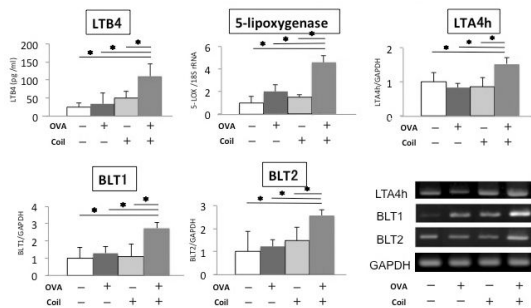 LTB4
5-lipoxygenase
LTA4h
LTB4 (pg/ml)
200
150
100
50
0
5-LOX /18S rRNA
6
4
2
0
LTA4h/GAPDH
2
1
0
* * *
* * *
* * *
OVA − + − +
Coil − − + +
OVA − + − +
Coil − − + +
OVA − + − +
Coil − − + +
BLT1
BLT2
BLT1/GAPDH
4
3
2
1
0
BLT2/GAPDH
3
2
1
0
* * *
* * *
OVA − + − +
Coil − − + +
OVA − + − +
Coil − − + +
LTA4h
BLT1
BLT2
GAPDH